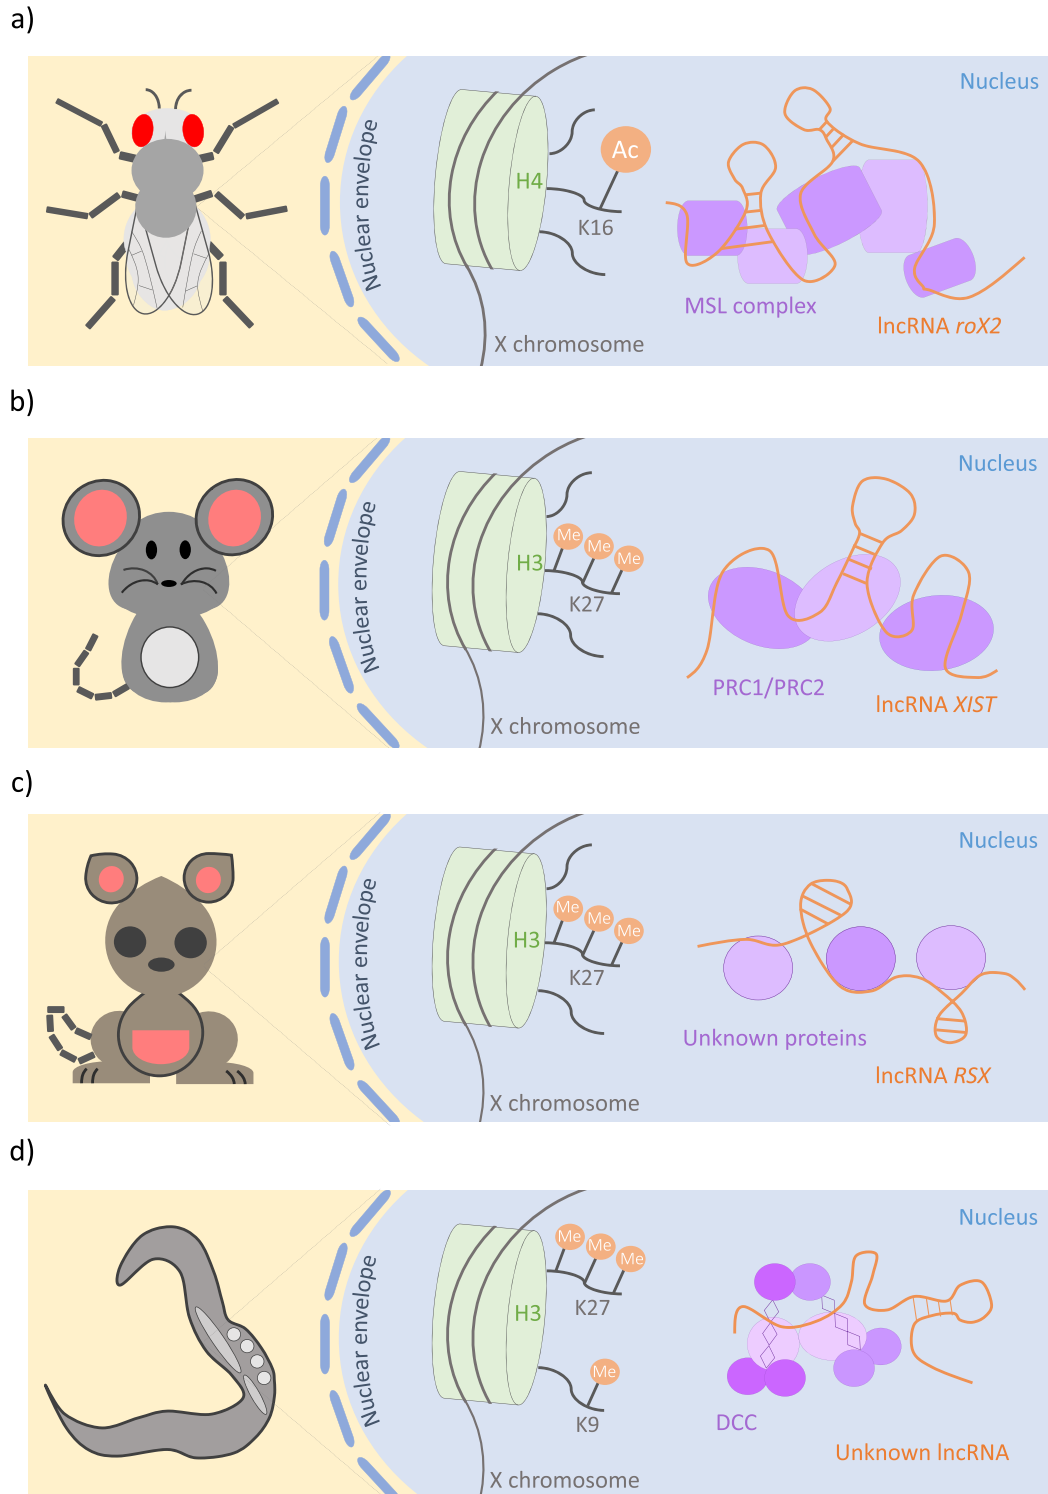 a)
Nucleus
Nuclear envelope
H4
Ac
K16
MSL complex
lncRNA roX2
X chromosome
b)
Nucleus
Nuclear envelope
H3
Me
Me
Me
K27
PRC1/PRC2
lncRNA XIST
X chromosome
c)
Nucleus
Nuclear envelope
H3
Me
Me
Me
K27
Unknown proteins
lncRNA RSX
X chromosome
d)
Nucleus
Nuclear envelope
Me
Me
Me
K27
H3
Me
K9
DCC
Unknown lncRNA
X chromosome